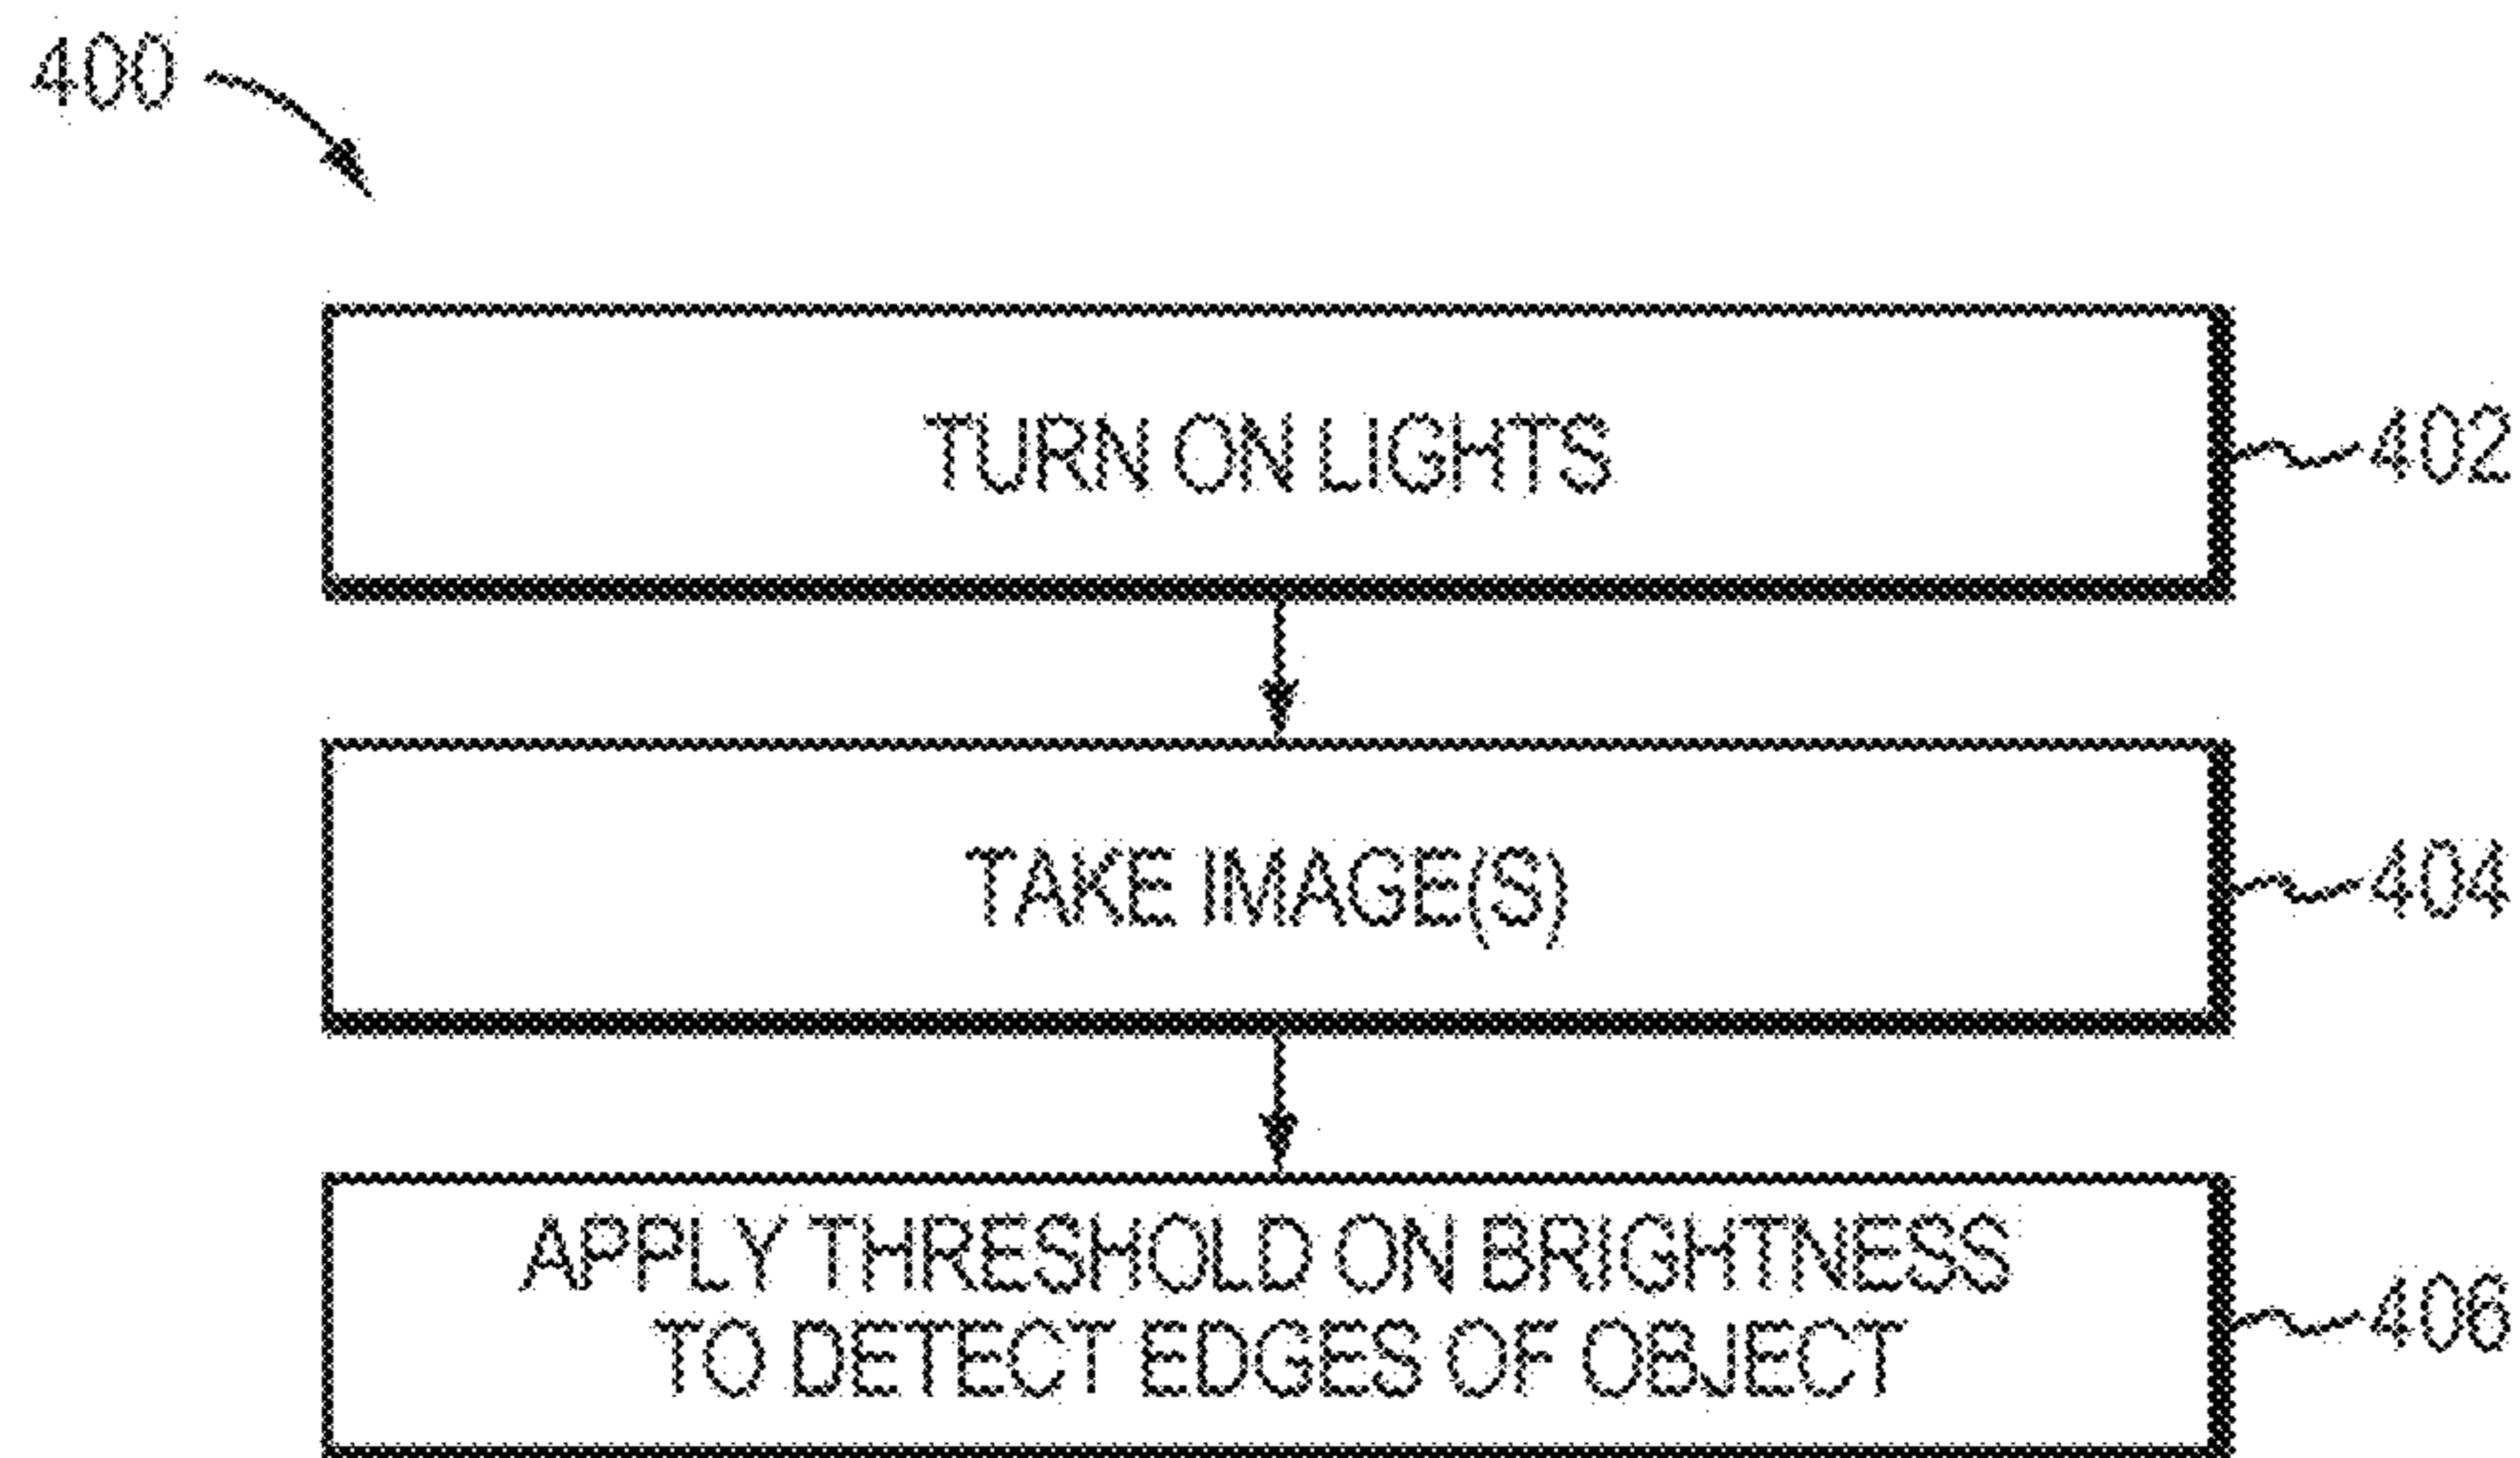 400
TURN ON LIGHTS
402
TAKE IMAGE(S)
404
APPLY THRESHOLD ON BRIGHTNESS
TO DETECT EDGES OF OBJECT
406